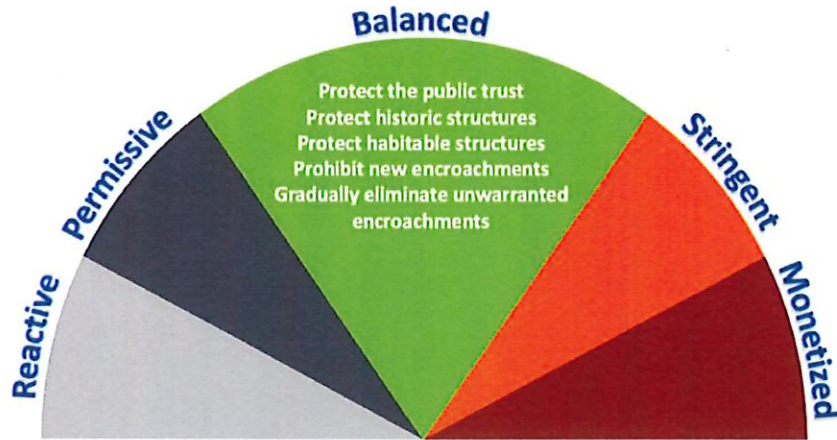 Balanced
Protect the public trust
Protect historic structures
Protect habitable structures
Prohibit new encroachments
Gradually eliminate unwarranted
encroachments
Permissive
Stringent
Reactive
Monetized